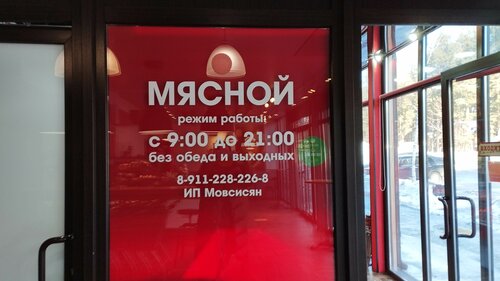 МЯСНОЙ
режим работы:
с 9:00 до 21:00
без обеда и выходных
8-911-228-226-8
ИП Мовсисян